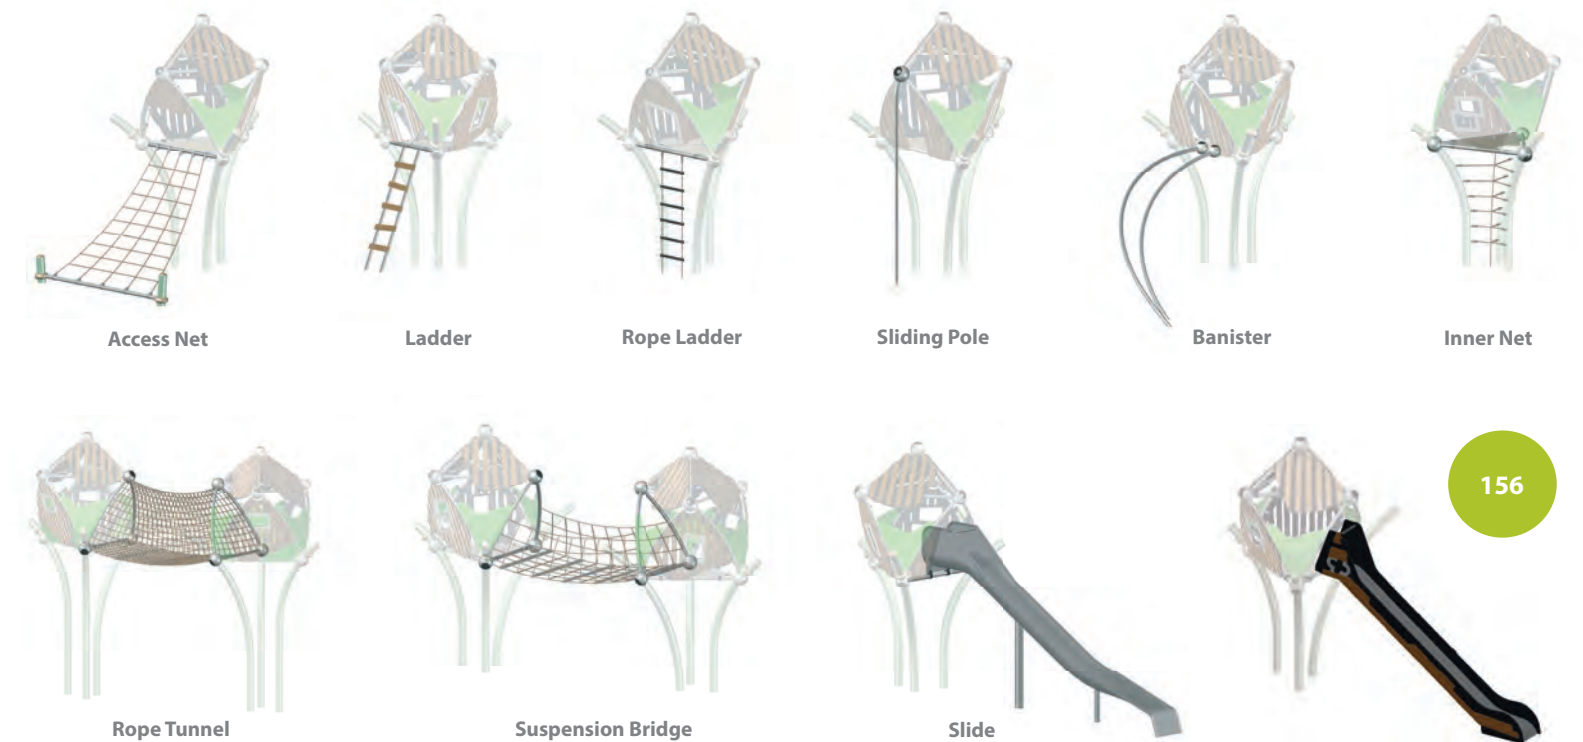 Access Net
Ladder
Rope Ladder
Sliding Pole
Banister
Inner Net
156
Rope Tunnel
Suspension Bridge
Slide